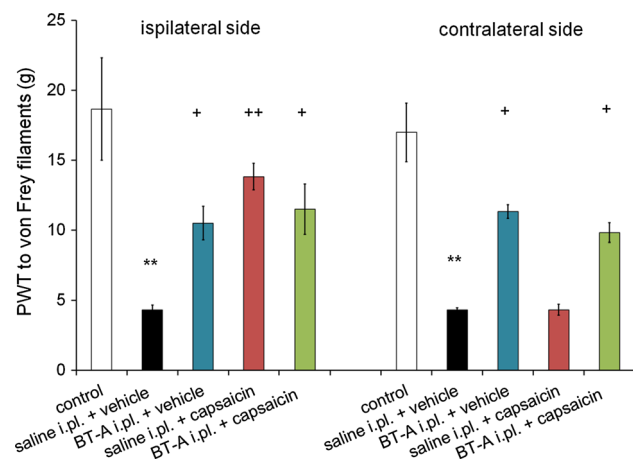 25
20
15
10
5
0
PWT to von Frey filaments (g)
ispilateral side
contralateral side
+
++
+
+
+
**
**
control
saline i.pl. + vehicle
BT-A i.pl. + vehicle
saline i.pl. + capsaicin
BT-A i.pl. + capsaicin
control
saline i.pl. + vehicle
BT-A i.pl. + vehicle
saline i.pl. + capsaicin
BT-A i.pl. + capsaicin